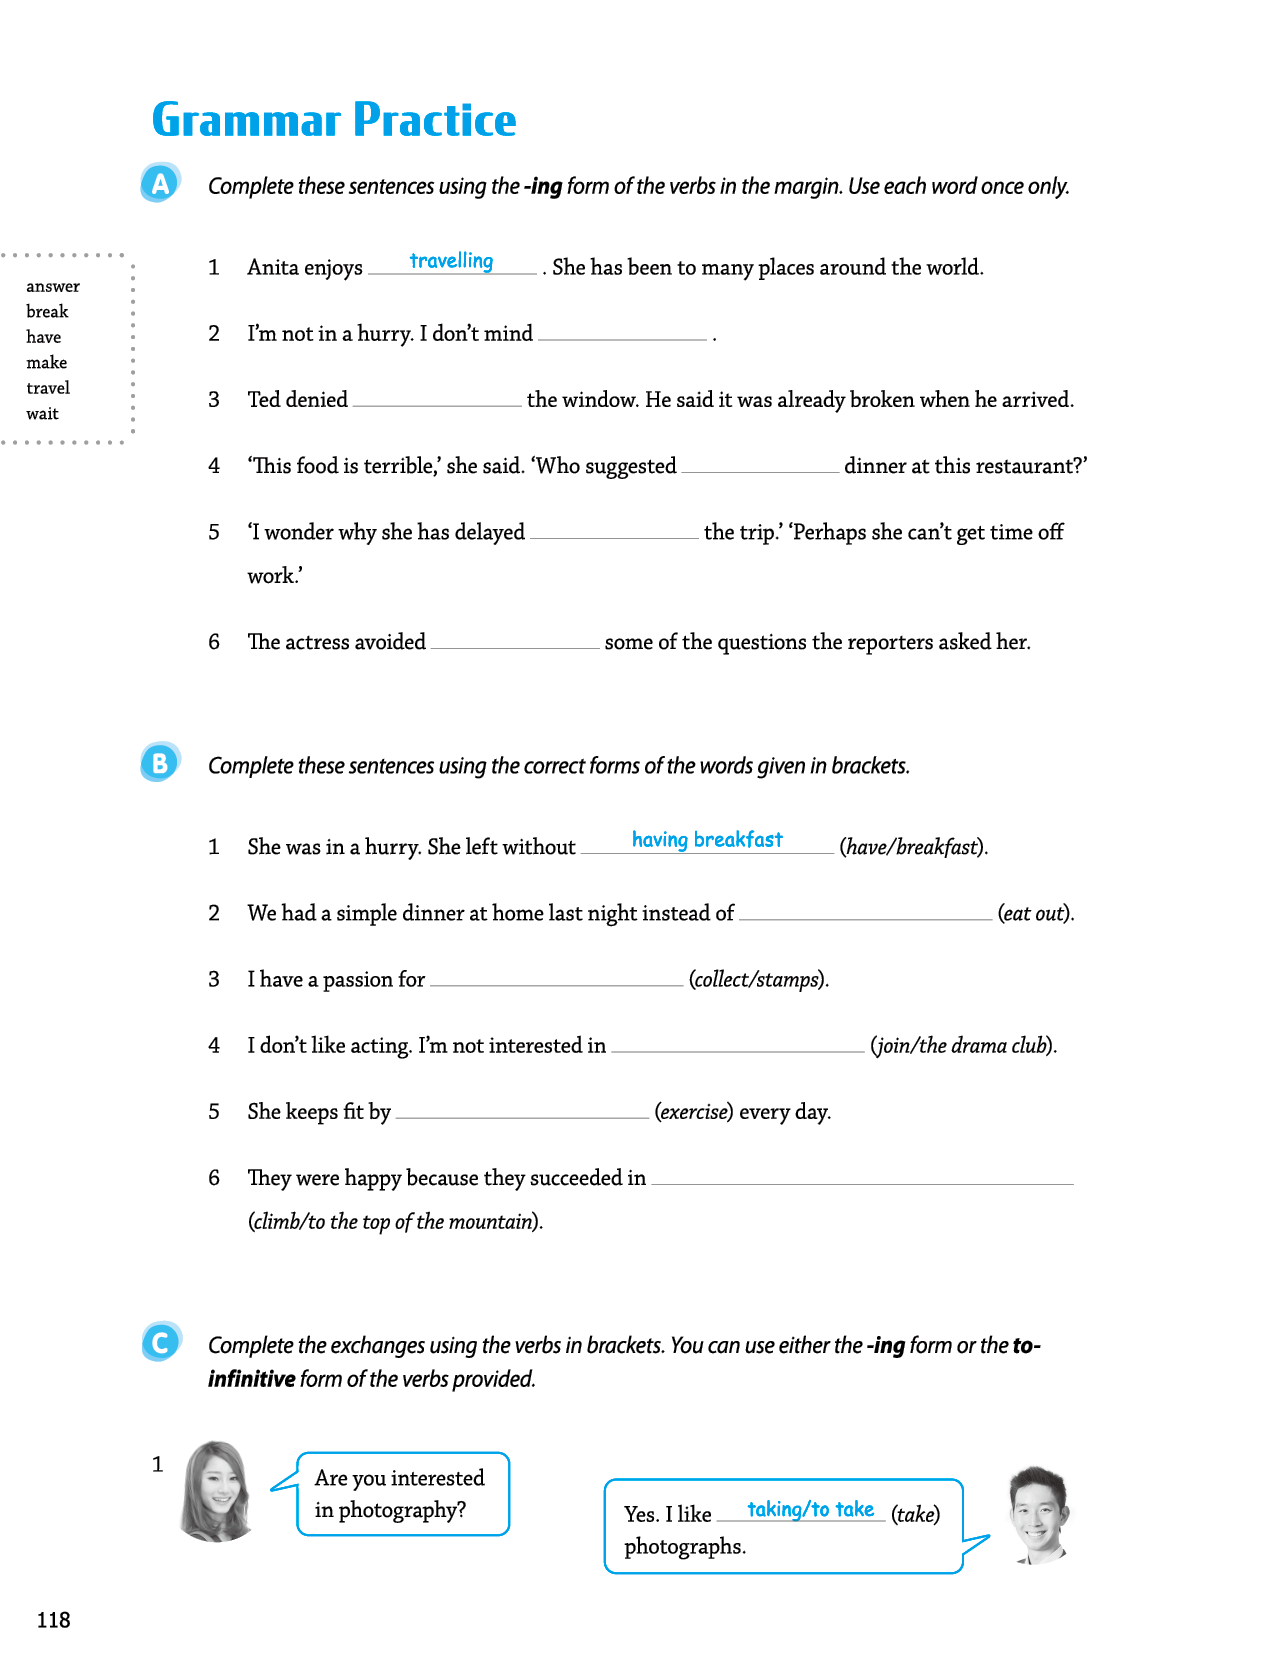 Grammar Practice
A Complete these sentences using the -ing form of the verbs in the margin. Use each word once only.
answer
break
have
make
travel
wait
1 Anita enjoys travelling . She has been to many places around the world.
2 I’m not in a hurry. I don’t mind ________ .
3 Ted denied ________ the window. He said it was already broken when he arrived.
4 ‘This food is terrible,’ she said. ‘Who suggested ________ dinner at this restaurant?’
5 ‘I wonder why she has delayed ________ the trip.’ ‘Perhaps she can’t get time off
work.’
6 The actress avoided ________ some of the questions the reporters asked her.
B Complete these sentences using the correct forms of the words given in brackets.
1 She was in a hurry. She left without having breakfast (have/breakfast).
2 We had a simple dinner at home last night instead of ________ (eat out).
3 I have a passion for ________ (collect/stamps).
4 I don’t like acting. I’m not interested in ________ (join/the drama club).
5 She keeps fit by ________ (exercise) every day.
6 They were happy because they succeeded in ________
(climb/to the top of the mountain).
C Complete the exchanges using the verbs in brackets. You can use either the -ing form or the to-
infinitive form of the verbs provided.
1
Are you interested
in photography?
Yes. I like taking/to take (take)
photographs.
118